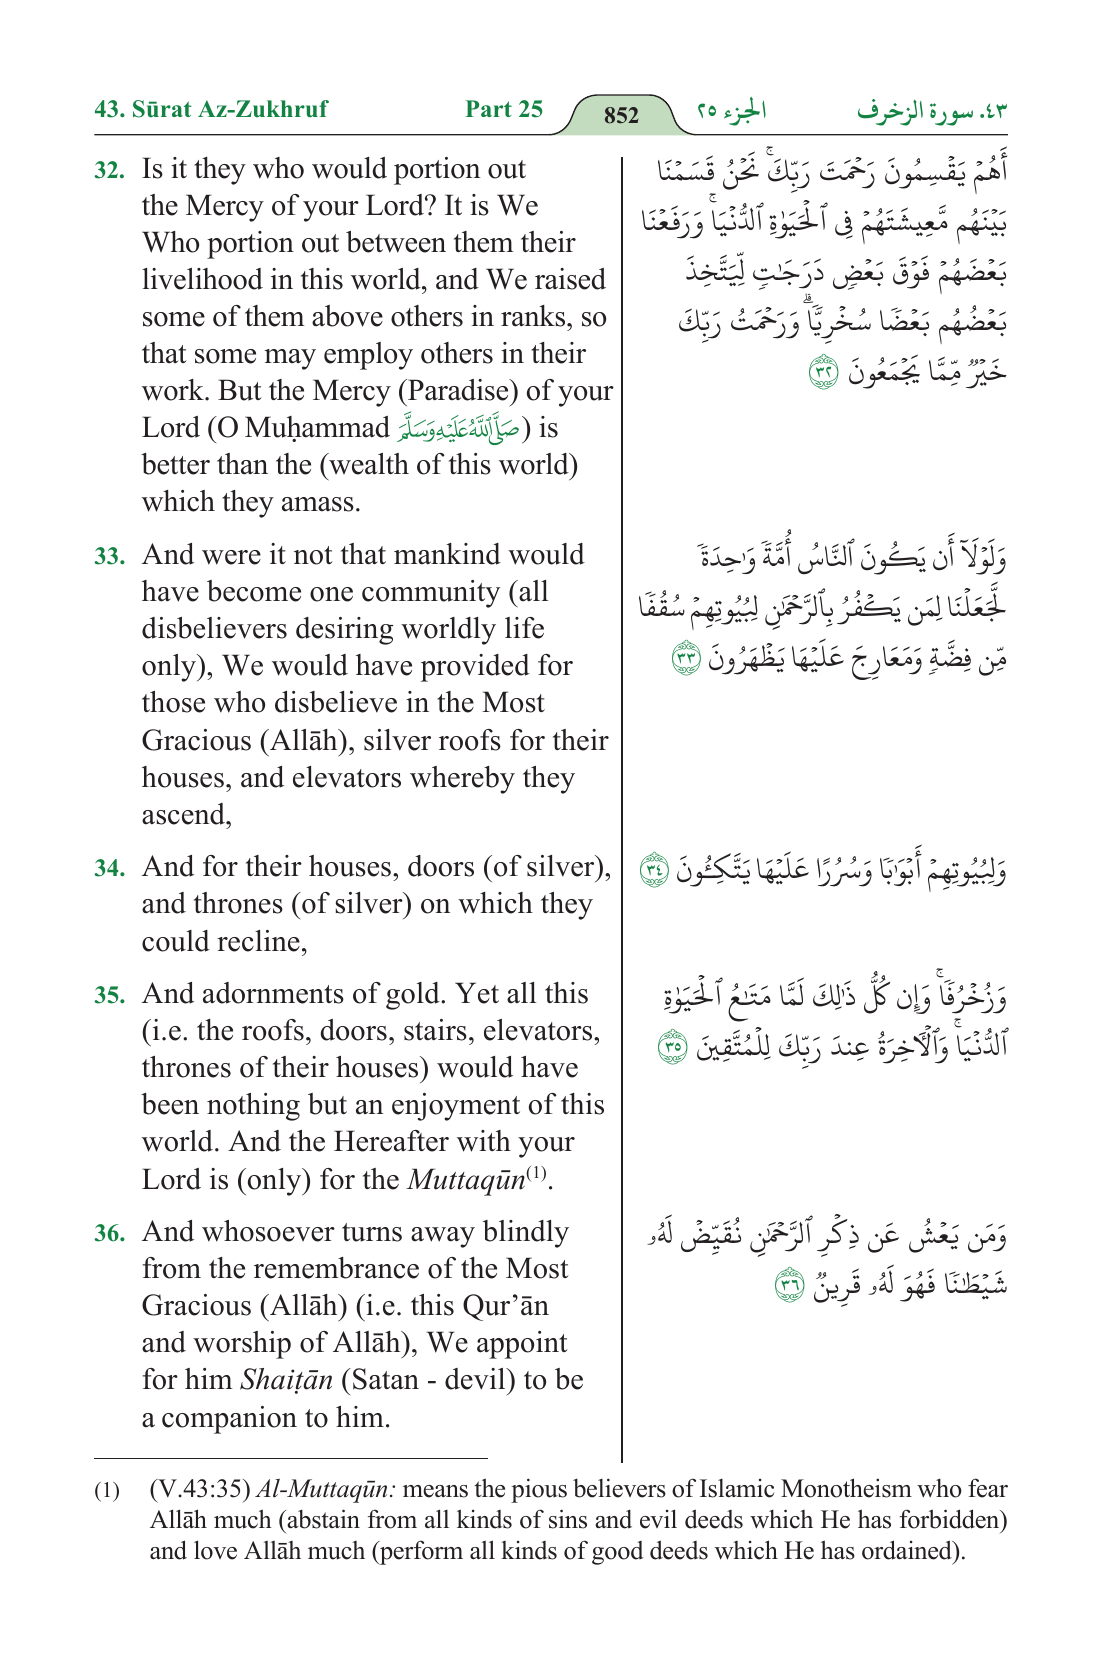 43. Sūrat Az-Zukhruf Part 25 852 الجزء ٢٥ ٤٣. سورة الزخرف
32. Is it they who would portion out
the Mercy of your Lord? It is We
Who portion out between them their
livelihood in this world, and We raised
some of them above others in ranks, so
that some may employ others in their
work. But the Mercy (Paradise) of your
Lord (O Muḥammad صَلَّى ٱللَّهُ عَلَيْهِ وَسَلَّمَ) is
better than the (wealth of this world)
which they amass.
أَهُمْ يَقْسِمُونَ رَحْمَتَ رَبِّكَ ۚ نَحْنُ قَسَمْنَا
بَيْنَهُم مَّعِيشَتَهُمْ فِى ٱلْحَيَوٰةِ ٱلدُّنْيَا ۚ وَرَفَعْنَا
بَعْضَهُمْ فَوْقَ بَعْضٍ دَرَجَـٰتٍ لِّيَتَّخِذَ
بَعْضُهُم بَعْضًا سُخْرِيًّا ۗ وَرَحْمَتُ رَبِّكَ
خَيْرٌ مِّمَّا يَجْمَعُونَ ٣٢
33. And were it not that mankind would
have become one community (all
disbelievers desiring worldly life
only), We would have provided for
those who disbelieve in the Most
Gracious (Allāh), silver roofs for their
houses, and elevators whereby they
ascend,
وَلَوْلَآ أَن يَكُونَ ٱلنَّاسُ أُمَّةً وَٰحِدَةً
لَّجَعَلْنَا لِمَن يَكْفُرُ بِٱلرَّحْمَـٰنِ لِبُيُوتِهِمْ سُقُفًا
مِّن فِضَّةٍ وَمَعَارِجَ عَلَيْهَا يَظْهَرُونَ ٣٣
34. And for their houses, doors (of silver),
and thrones (of silver) on which they
could recline,
وَلِبُيُوتِهِمْ أَبْوَٰبًا وَسُرُرًا عَلَيْهَا يَتَّكِـُٔونَ ٣٤
35. And adornments of gold. Yet all this
(i.e. the roofs, doors, stairs, elevators,
thrones of their houses) would have
been nothing but an enjoyment of this
world. And the Hereafter with your
Lord is (only) for the Muttaqūn(1).
وَزُخْرُفًا ۚ وَإِن كُلُّ ذَٰلِكَ لَمَّا مَتَـٰعُ ٱلْحَيَوٰةِ
ٱلدُّنْيَا ۚ وَٱلْـَٔاخِرَةُ عِندَ رَبِّكَ لِلْمُتَّقِينَ ٣٥
36. And whosoever turns away blindly
from the remembrance of the Most
Gracious (Allāh) (i.e. this Qur’ān
and worship of Allāh), We appoint
for him Shaiṭān (Satan - devil) to be
a companion to him.
وَمَن يَعْشُ عَن ذِكْرِ ٱلرَّحْمَـٰنِ نُقَيِّضْ لَهُۥ
شَيْطَـٰنًا فَهُوَ لَهُۥ قَرِينٌ ٣٦
(1) (V.43:35) Al-Muttaqūn: means the pious believers of Islamic Monotheism who fear
Allāh much (abstain from all kinds of sins and evil deeds which He has forbidden)
and love Allāh much (perform all kinds of good deeds which He has ordained).